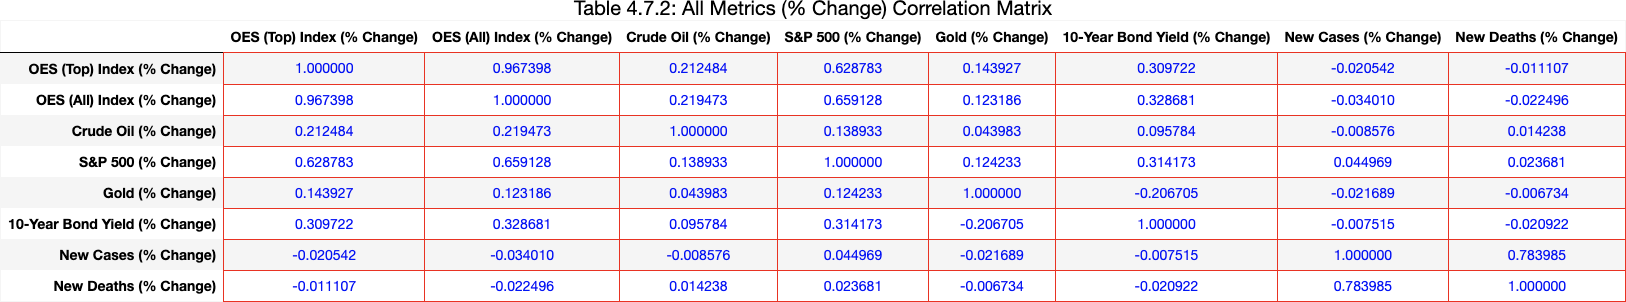 Table 4.7.2: All Metrics (% Change) Correlation Matrix
OES (Top) Index (% Change) OES (All) Index (% Change) Crude Oil (% Change) S&P 500 (% Change) Gold (% Change) 10-Year Bond Yield (% Change) New Cases (% Change) New Deaths (% Change)
OES (Top) Index (% Change) 1.000000 0.967398 0.212484 0.628783 0.143927 0.309722 -0.020542 -0.011107
OES (All) Index (% Change) 0.967398 1.000000 0.219473 0.659128 0.123186 0.328681 -0.034010 -0.022496
Crude Oil (% Change) 0.212484 0.219473 1.000000 0.138933 0.043983 0.095784 -0.008576 0.014238
S&P 500 (% Change) 0.628783 0.659128 0.138933 1.000000 0.124233 0.314173 0.044969 0.023681
Gold (% Change) 0.143927 0.123186 0.043983 0.124233 1.000000 -0.206705 -0.021689 -0.006734
10-Year Bond Yield (% Change) 0.309722 0.328681 0.095784 0.314173 -0.206705 1.000000 -0.007515 -0.020922
New Cases (% Change) -0.020542 -0.034010 -0.008576 0.044969 -0.021689 -0.007515 1.000000 0.783985
New Deaths (% Change) -0.011107 -0.022496 0.014238 0.023681 -0.006734 -0.020922 0.783985 1.000000